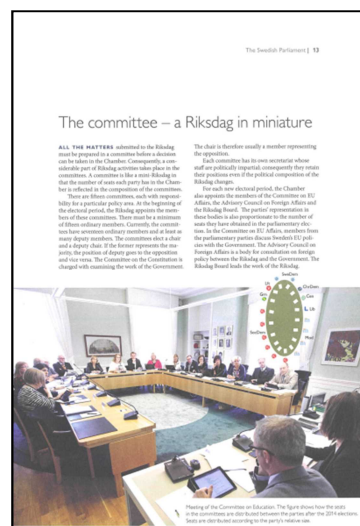 The Swedish Parliament | 13
The committee – a Riksdag in miniature
ALL THE MATTERS submitted to the Riksdag
must be prepared in a committee before a decision
can be taken in the Chamber. Consequently, a con-
siderable part of Riksdag activities takes place in the
committees. A committee is like a mini-Riksdag in
that the number of seats each party has in the Cham-
ber is reflected in the composition of the committees.
There are fifteen committees, each with responsi-
bility for a particular policy area. At the beginning of
the electoral period, the Riksdag appoints the mem-
bers of these committees. There must be a minimum
of fifteen ordinary members. Currently, the commit-
tees have seventeen ordinary members and at least as
many deputy members. The committees elect a chair
and a deputy chair. If the former represents the ma-
jority, the position of deputy goes to the opposition
and vice versa. The Committee on the Constitution is
charged with examining the work of the Government.
The chair is therefore usually a member representing
the opposition.
Each committee has its own secretariat whose
staff are politically impartial; consequently they retain
their positions even if the political composition of the
Riksdag changes.
For each new electoral period, the Chamber
also appoints the members of the Committee on EU
Affairs, the Advisory Council on Foreign Affairs and
the Riksdag Board. The parties' representation in
these bodies is also proportionate to the number of
seats they have obtained in the parliamentary elec-
tion. In the Committee on EU Affairs, members from
the parliamentary parties discuss Sweden's EU poli-
cies with the Government. The Advisory Council on
Foreign Affairs is a body for consultation on foreign
policy between the Riksdag and the Government. The
Riksdag Board leads the work of the Riksdag.
SweDem
ChrDem
Cen
Lib
Mod
SocDem
Meeting of the Committee on Education. The figure shows how the seats
in the committees are distributed between the parties after the 2014 elections.
Seats are distributed according to the party's relative size.